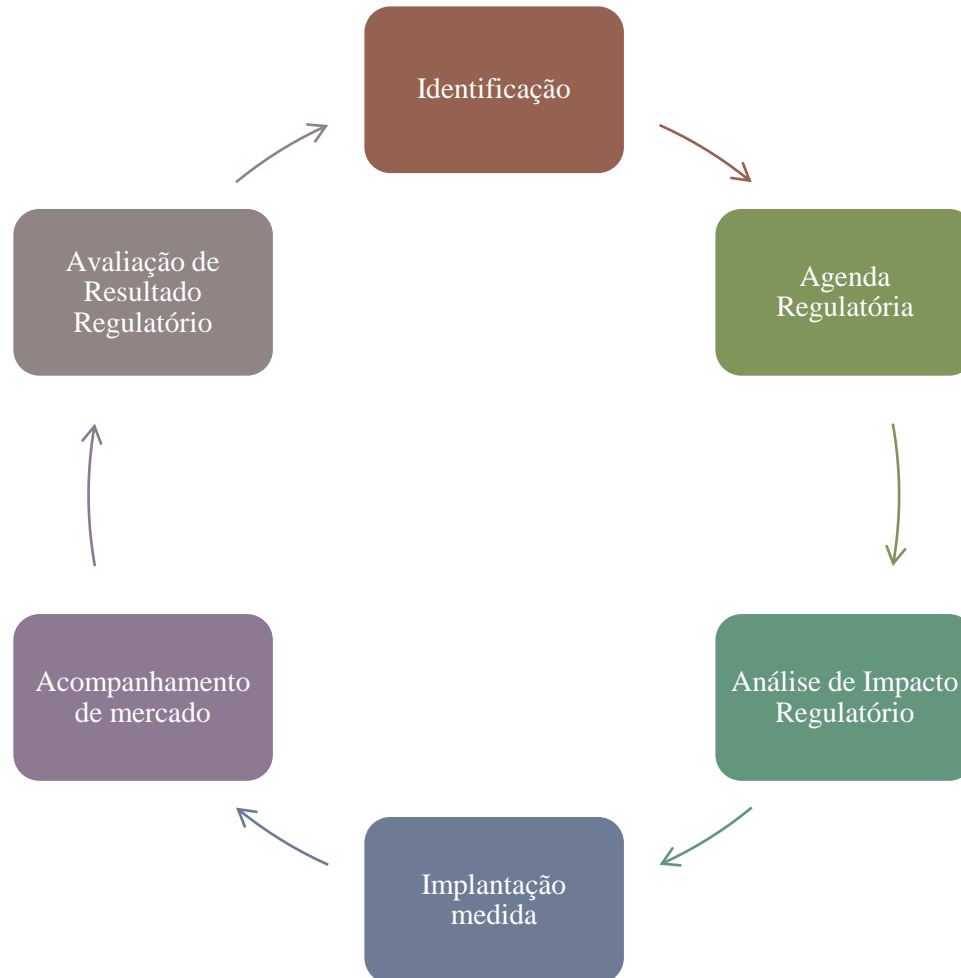 Identificação
Agenda
Regulatória
Análise de Impacto
Regulatório
Implantação
medida
Acompanhamento
de mercado
Avaliação de
Resultado
Regulatório